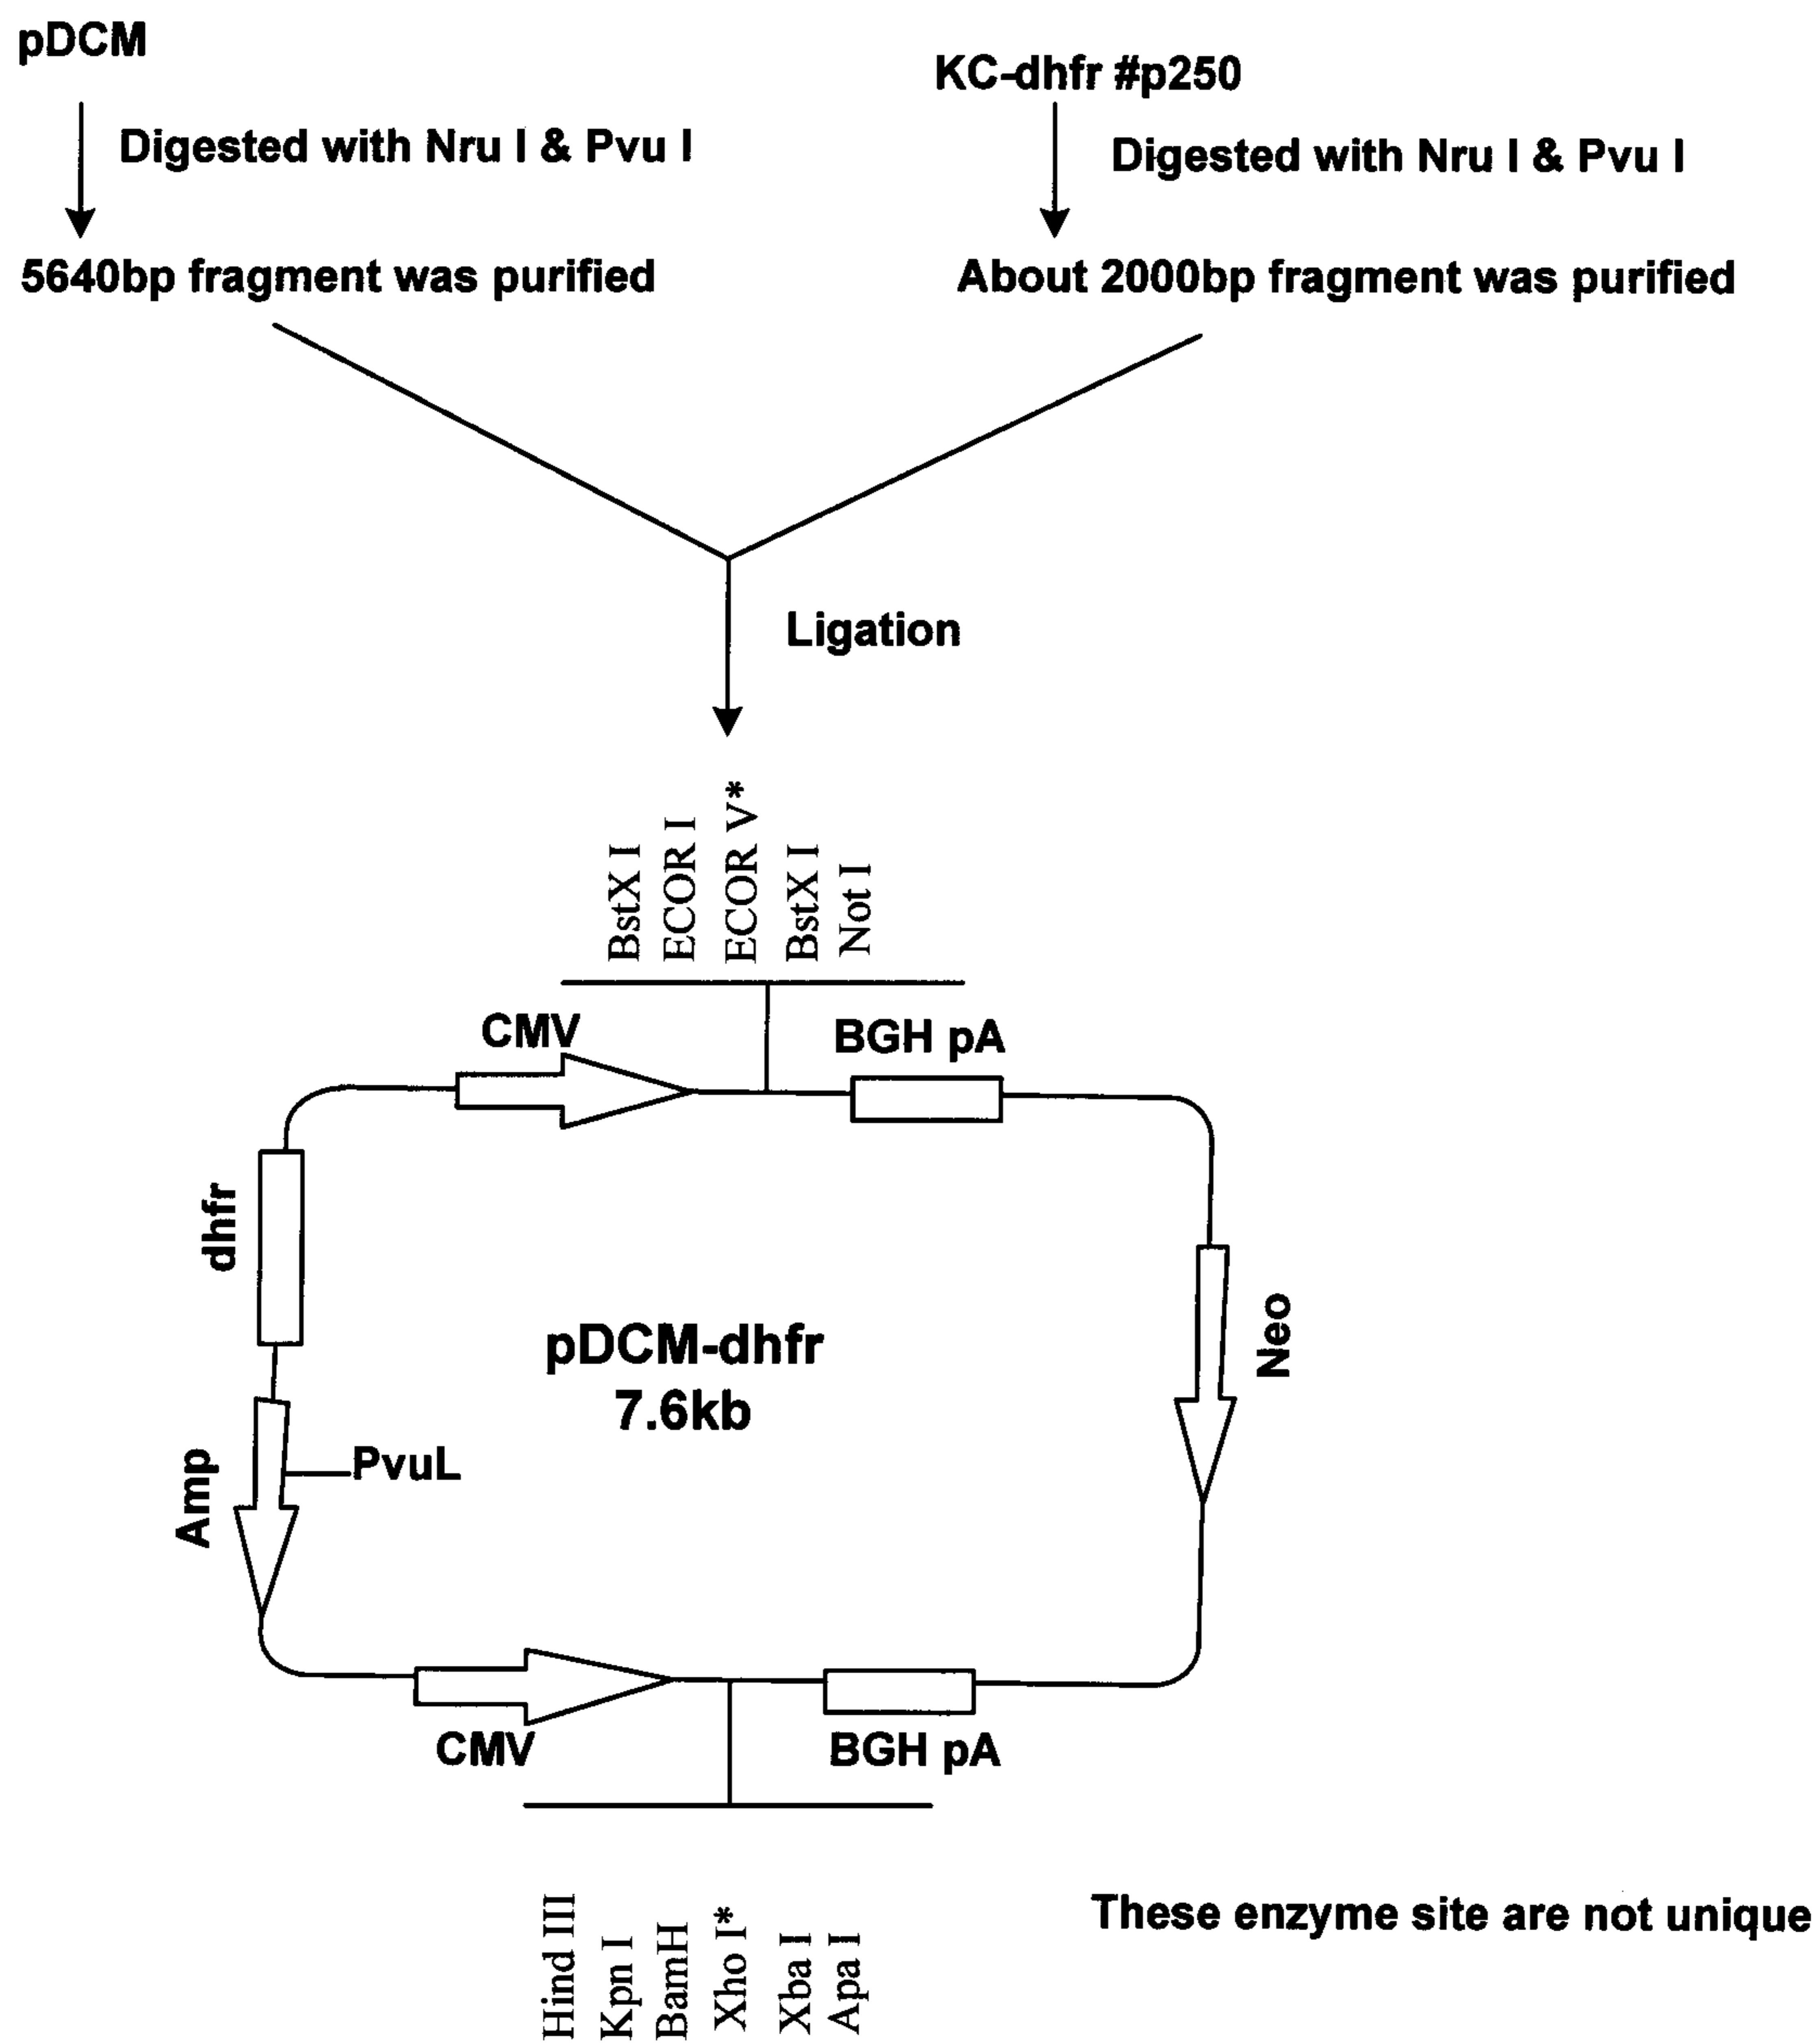 pDCM
KC-dhfr #p250
Digested with Nru I & Pvu I
Digested with Nru I & Pvu I
5640bp fragment was purified
About 2000bp fragment was purified
Ligation
BstX I
ECOR I
ECOR V*
BstX I
Not I
CMV
BGH pA
dhfr
Neo
pDCM-dhfr
7.6kb
Amp
PvuL
CMV
BGH pA
Hind III
Kpn I
BamH
Xho I*
Xba I
Apa I
These enzyme site are not unique